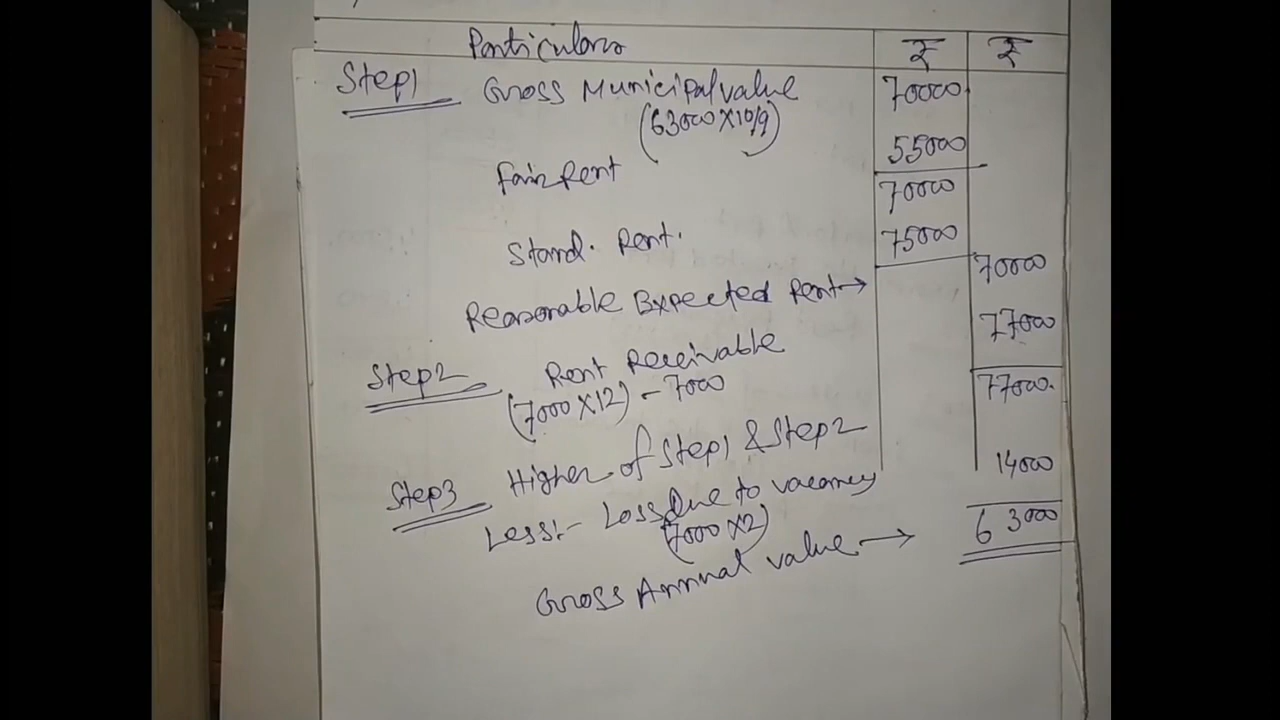 Particulars ₹ ₹
Step1 Gross Municipal value 70000
(63000 X 10/9)
Fair Rent 55000
70000
Stand. Rent. 75000
Reasonable Expected Rent → 70000
Step2 Rent Receivable 77000
(7000 X 12) - 7000
Step3 Higher of Step1 & Step2 77000.
Less:- Loss Due to vacancy 14000
(7000 X 2)
Gross Annual value → 63000